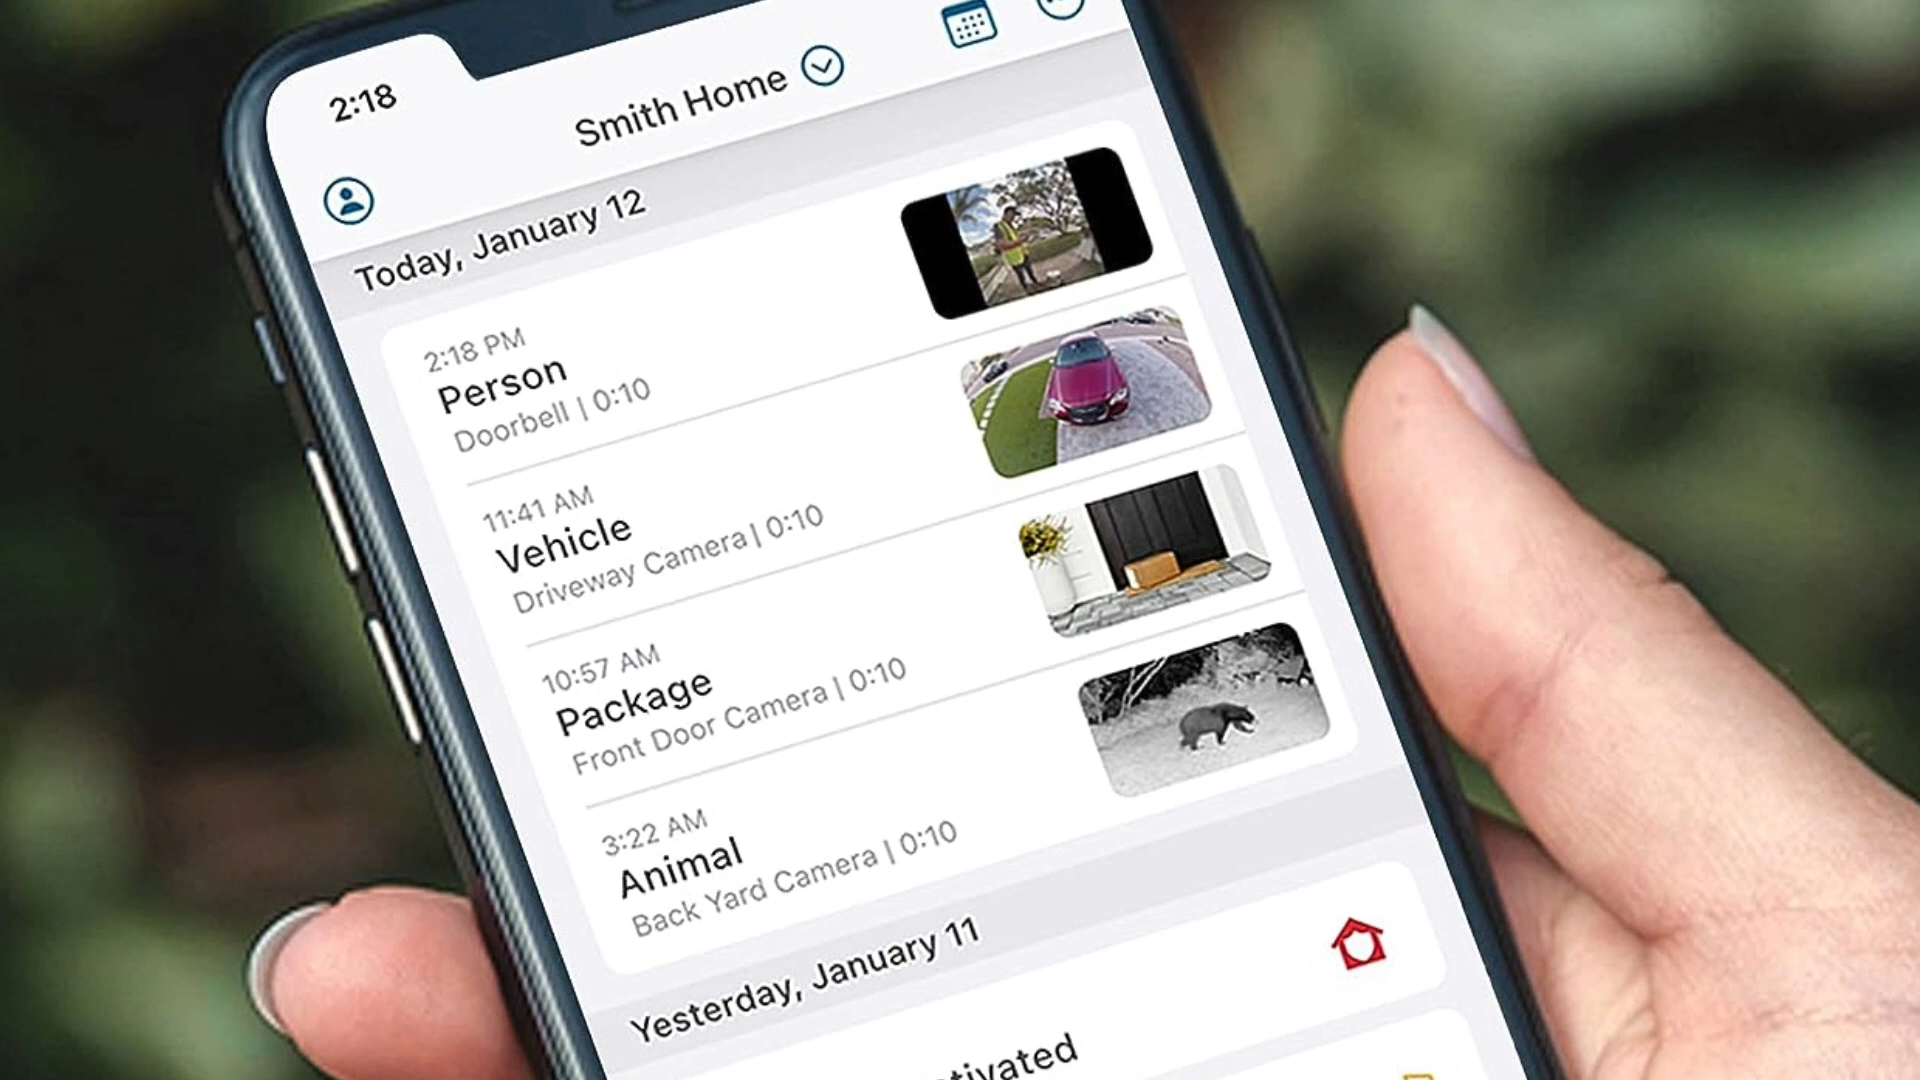 2:18
Smith Home
Today, January 12
2:18 PM
Person
Doorbell | 0:10
11:41 AM
Vehicle
Driveway Camera | 0:10
10:57 AM
Package
Front Door Camera | 0:10
3:22 AM
Animal
Back Yard Camera | 0:10
Yesterday, January 11